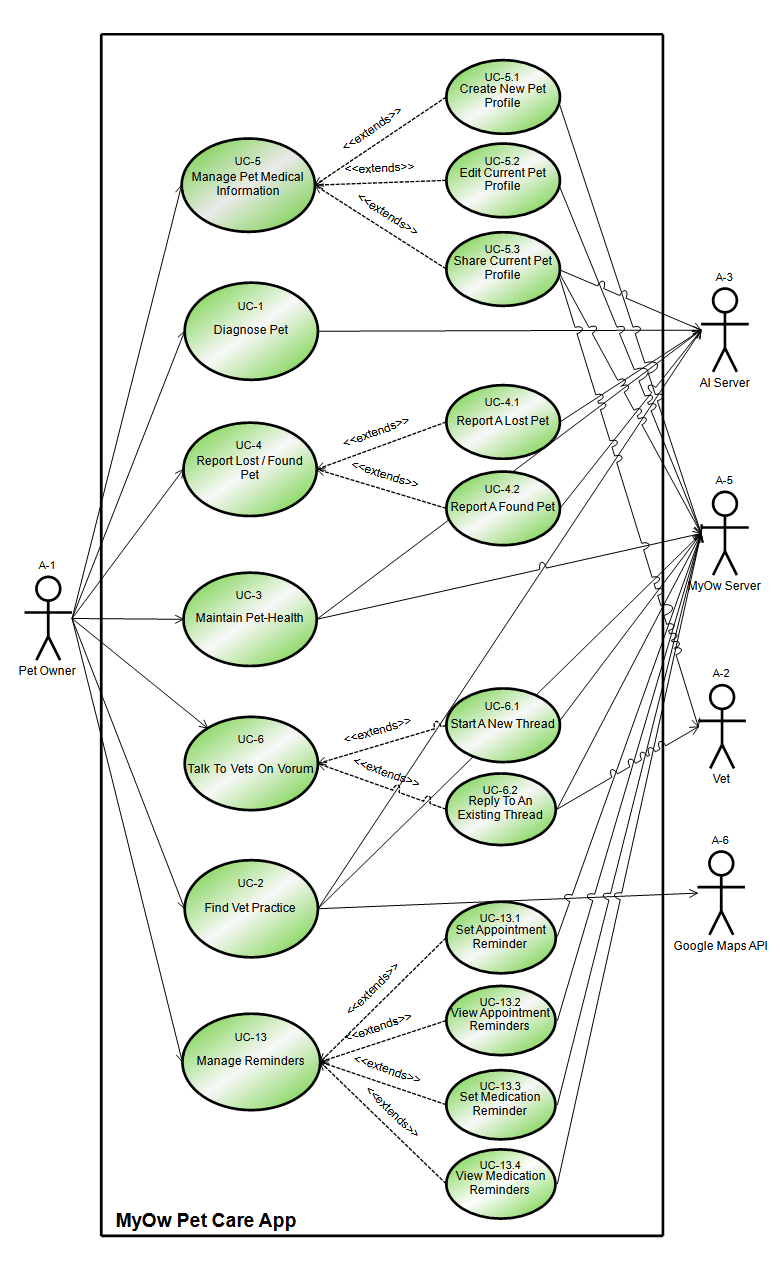 UC-5.1
Create New Pet
Profile
<<extends>>
UC-5
Manage Pet Medical
Information
<<extends>>
UC-5.2
Edit Current Pet
Profile
<<extends>>
UC-5.3
Share Current Pet
Profile
A-3
AI Server
UC-1
Diagnose Pet
UC-4
Report Lost / Found
Pet
<<extends>>
UC-4.1
Report A Lost Pet
<<extends>>
UC-4.2
Report A Found Pet
A-5
MyOw Server
A-1
Pet Owner
UC-3
Maintain Pet-Health
A-2
Vet
UC-6
Talk To Vets On Vorum
<<extends>>
UC-6.1
Start A New Thread
<<extends>>
UC-6.2
Reply To An
Existing Thread
A-6
Google Maps API
UC-2
Find Vet Practice
UC-13.1
Set Appointment
Reminder
<<extends>>
UC-13
Manage Reminders
<<extends>>
UC-13.2
View Appointment
Reminders
<<extends>>
UC-13.3
Set Medication
Reminder
<<extends>>
UC-13.4
View Medication
Reminders
MyOw Pet Care App